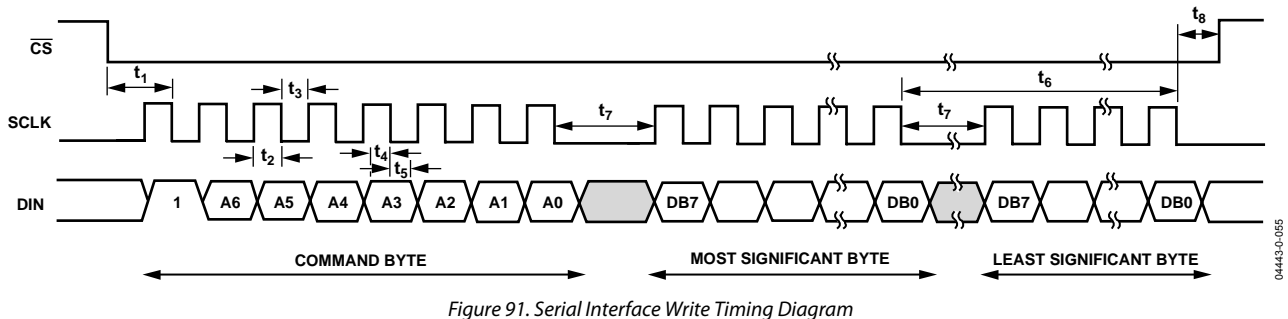 t8
CS
t1
t3
t6
SCLK
t7
t7
t2
t4
t5
DIN
1 A6 A5 A4 A3 A2 A1 A0 DB7 DB0 DB7 DB0
COMMAND BYTE MOST SIGNIFICANT BYTE LEAST SIGNIFICANT BYTE
04443-0-055
Figure 91. Serial Interface Write Timing Diagram